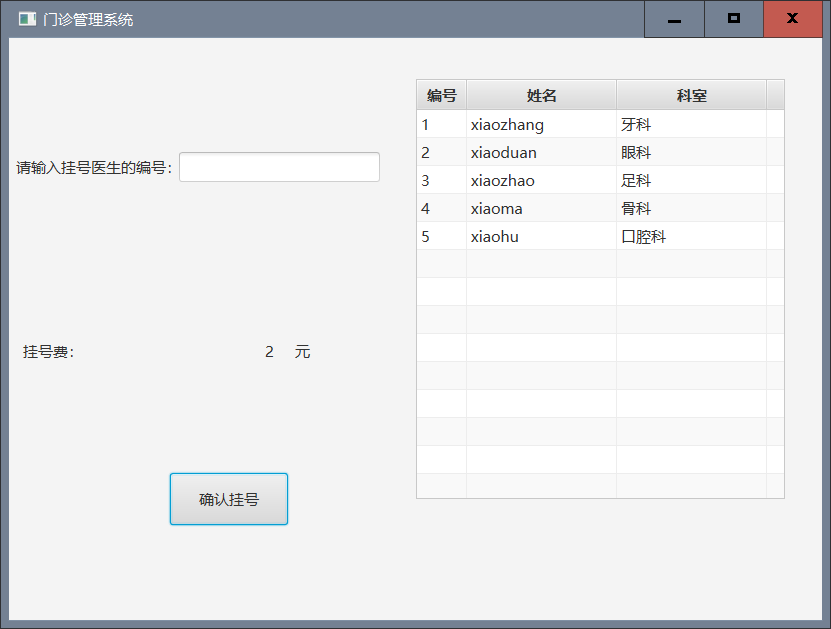 门诊管理系统
请输入挂号医生的编号：
挂号费： 2 元
确认挂号
编号 姓名 科室
1 xiaozhang 牙科
2 xiaoduan 眼科
3 xiaozhao 足科
4 xiaoma 骨科
5 xiaohu 口腔科